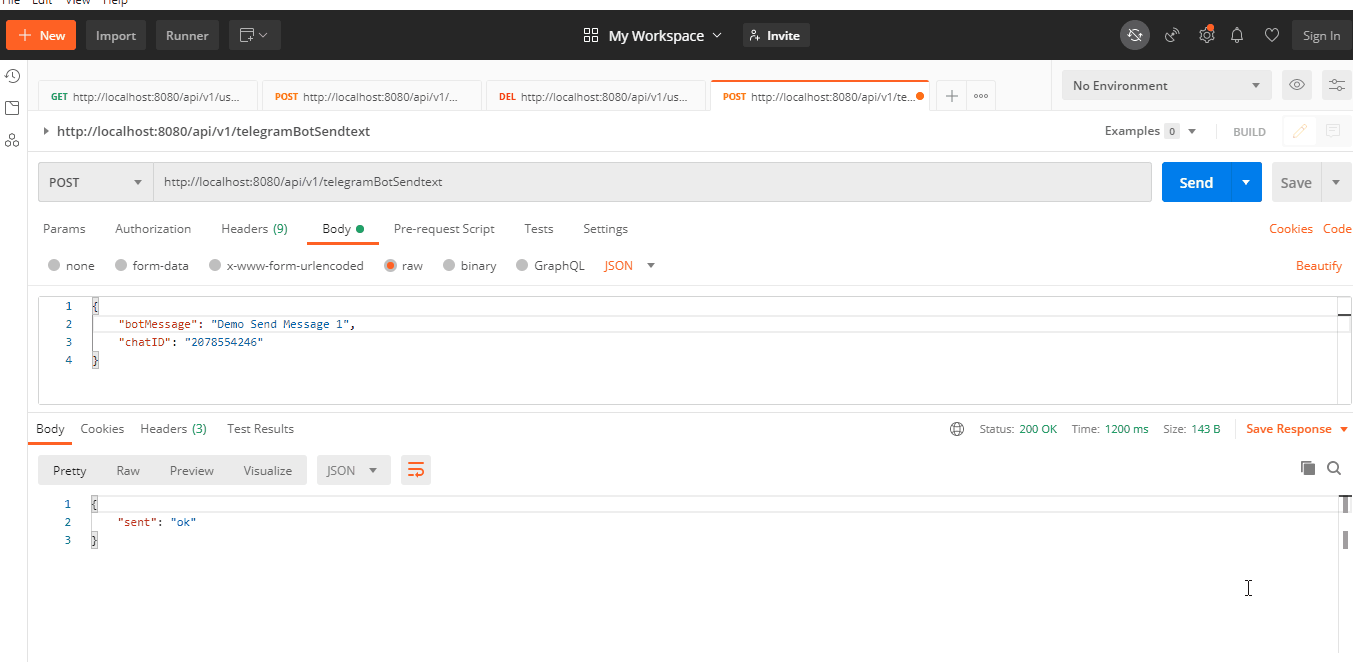 File Edit View Help
New Import Runner My Workspace Invite Sign In
GET http://localhost:8080/api/v1/us... POST http://localhost:8080/api/v1/... DEL http://localhost:8080/api/v1/us... POST http://localhost:8080/api/v1/te... No Environment
http://localhost:8080/api/v1/telegramBotSendtext Examples 0 BUILD
POST http://localhost:8080/api/v1/telegramBotSendtext Send Save
Params Authorization Headers (9) Body Pre-request Script Tests Settings Cookies Code
none form-data x-www-form-urlencoded raw binary GraphQL JSON Beautify
1 {
2 "botMessage": "Demo Send Message 1",
3 "chatID": "2078554246"
4 }
Body Cookies Headers (3) Test Results Status: 200 OK Time: 1200 ms Size: 143 B Save Response
Pretty Raw Preview Visualize JSON
1 {
2 "sent": "ok"
3 }